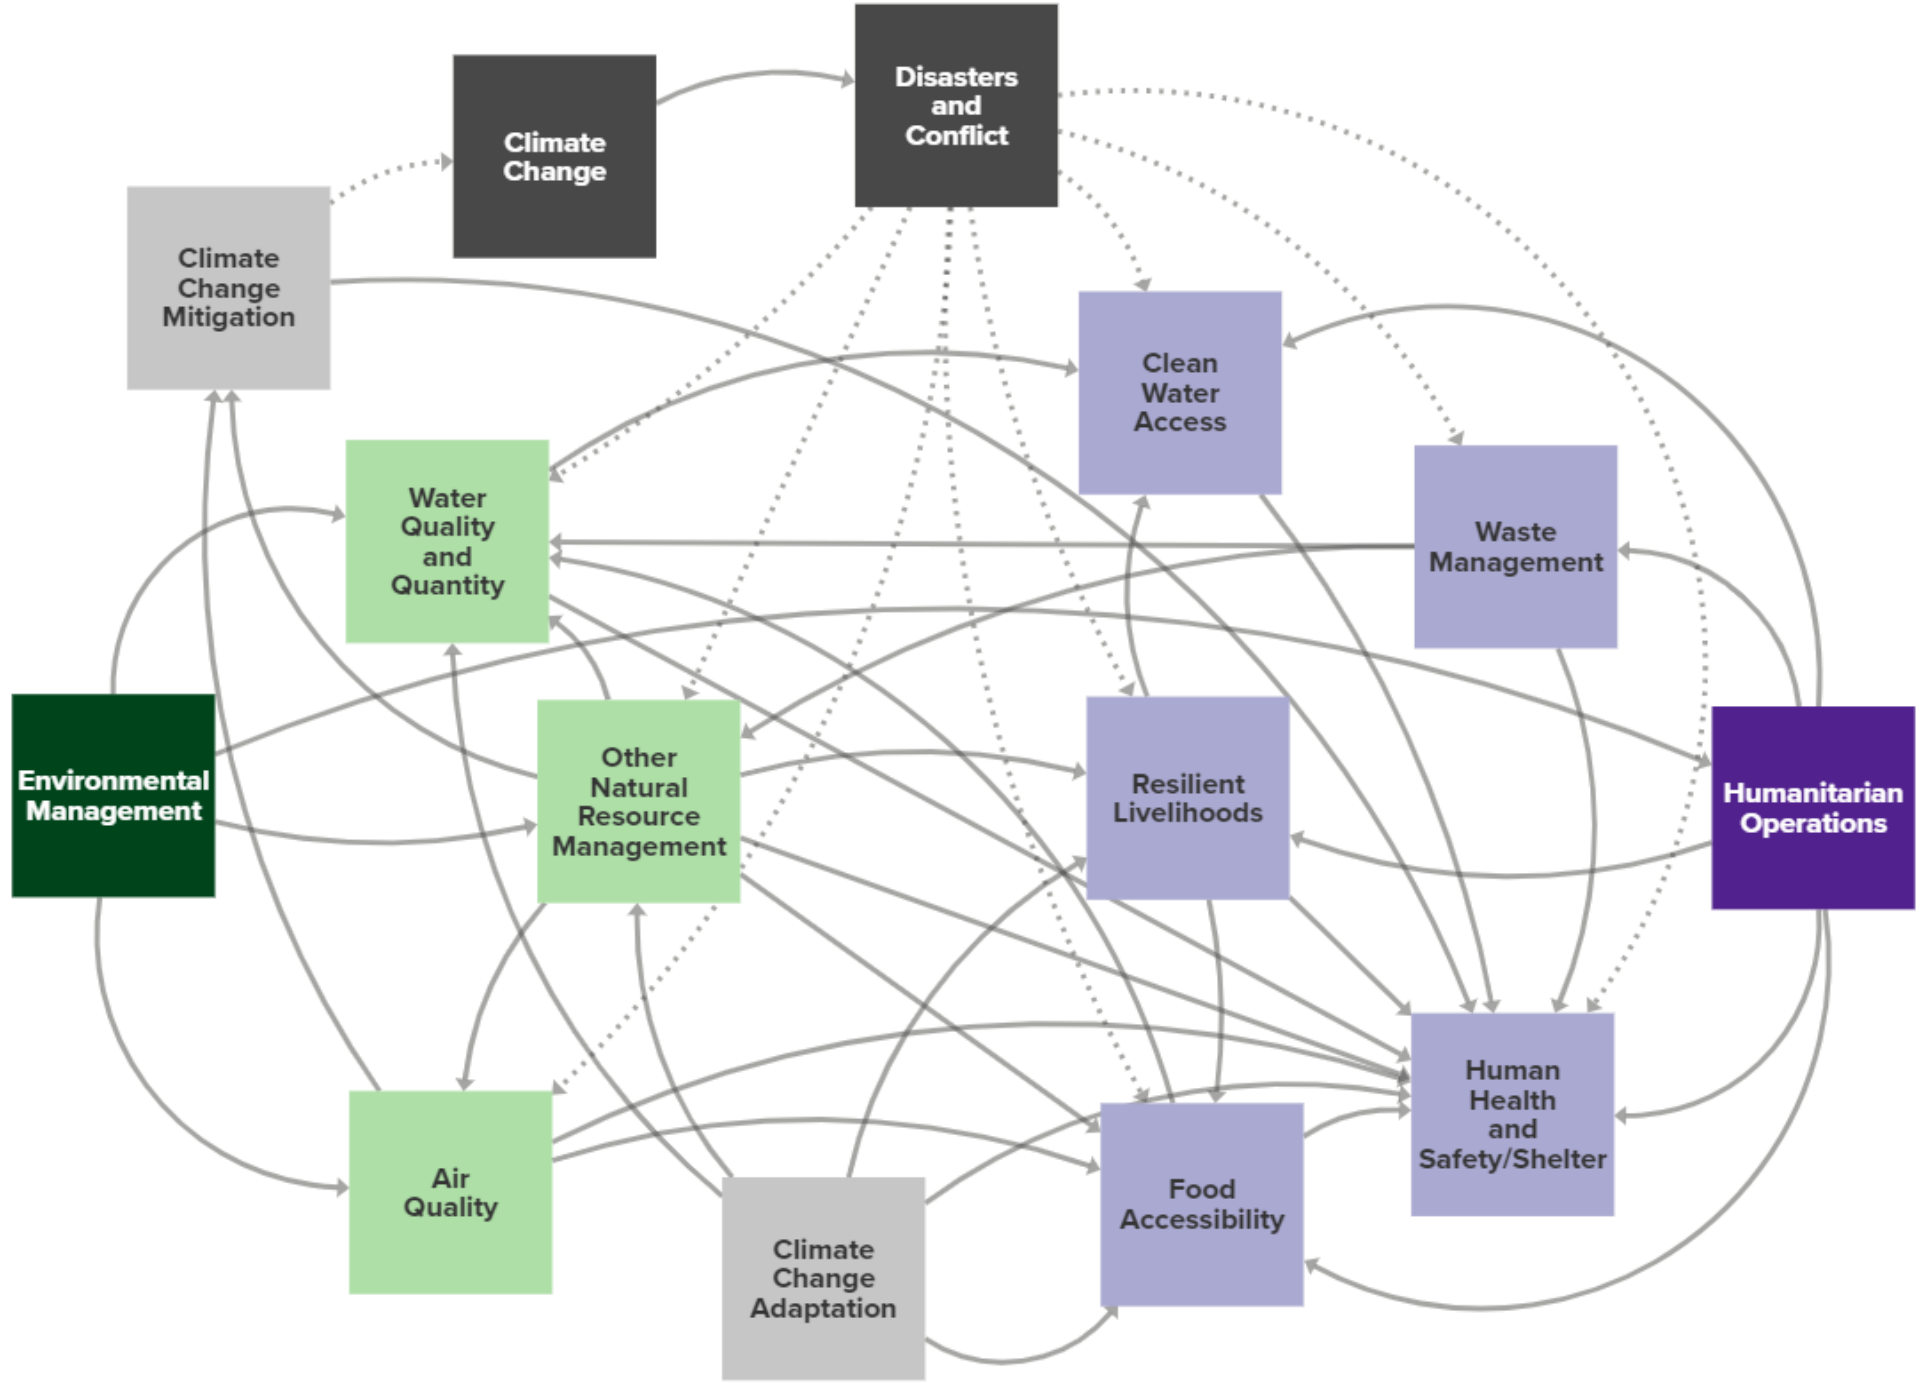 Disasters
and
Conflict
Climate
Change
Climate
Change
Mitigation
Clean
Water
Access
Water
Quality
and
Quantity
Waste
Management
Environmental
Management
Other
Natural
Resource
Management
Resilient
Livelihoods
Humanitarian
Operations
Human
Health
and
Safety/Shelter
Air
Quality
Food
Accessibility
Climate
Change
Adaptation